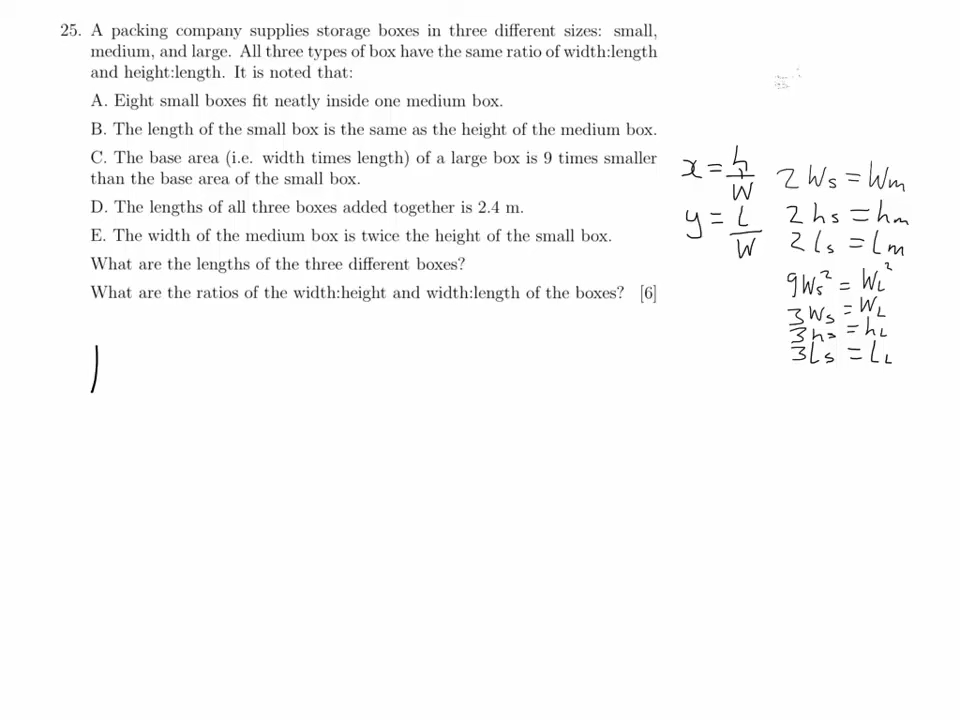 25. A packing company supplies storage boxes in three different sizes: small,
medium, and large. All three types of box have the same ratio of width:length
and height:length. It is noted that:
A. Eight small boxes fit neatly inside one medium box.
B. The length of the small box is the same as the height of the medium box.
C. The base area (i.e. width times length) of a large box is 9 times smaller
than the base area of the small box.
D. The lengths of all three boxes added together is 2.4 m.
E. The width of the medium box is twice the height of the small box.
What are the lengths of the three different boxes?
What are the ratios of the width:height and width:length of the boxes? [6]
x = h/W
y = L/W
2 Ws = Wm
2 hs = hm
2 ls = Lm
9Ws² = WL²
3Ws = WL
3hs = hL
3Ls = LL